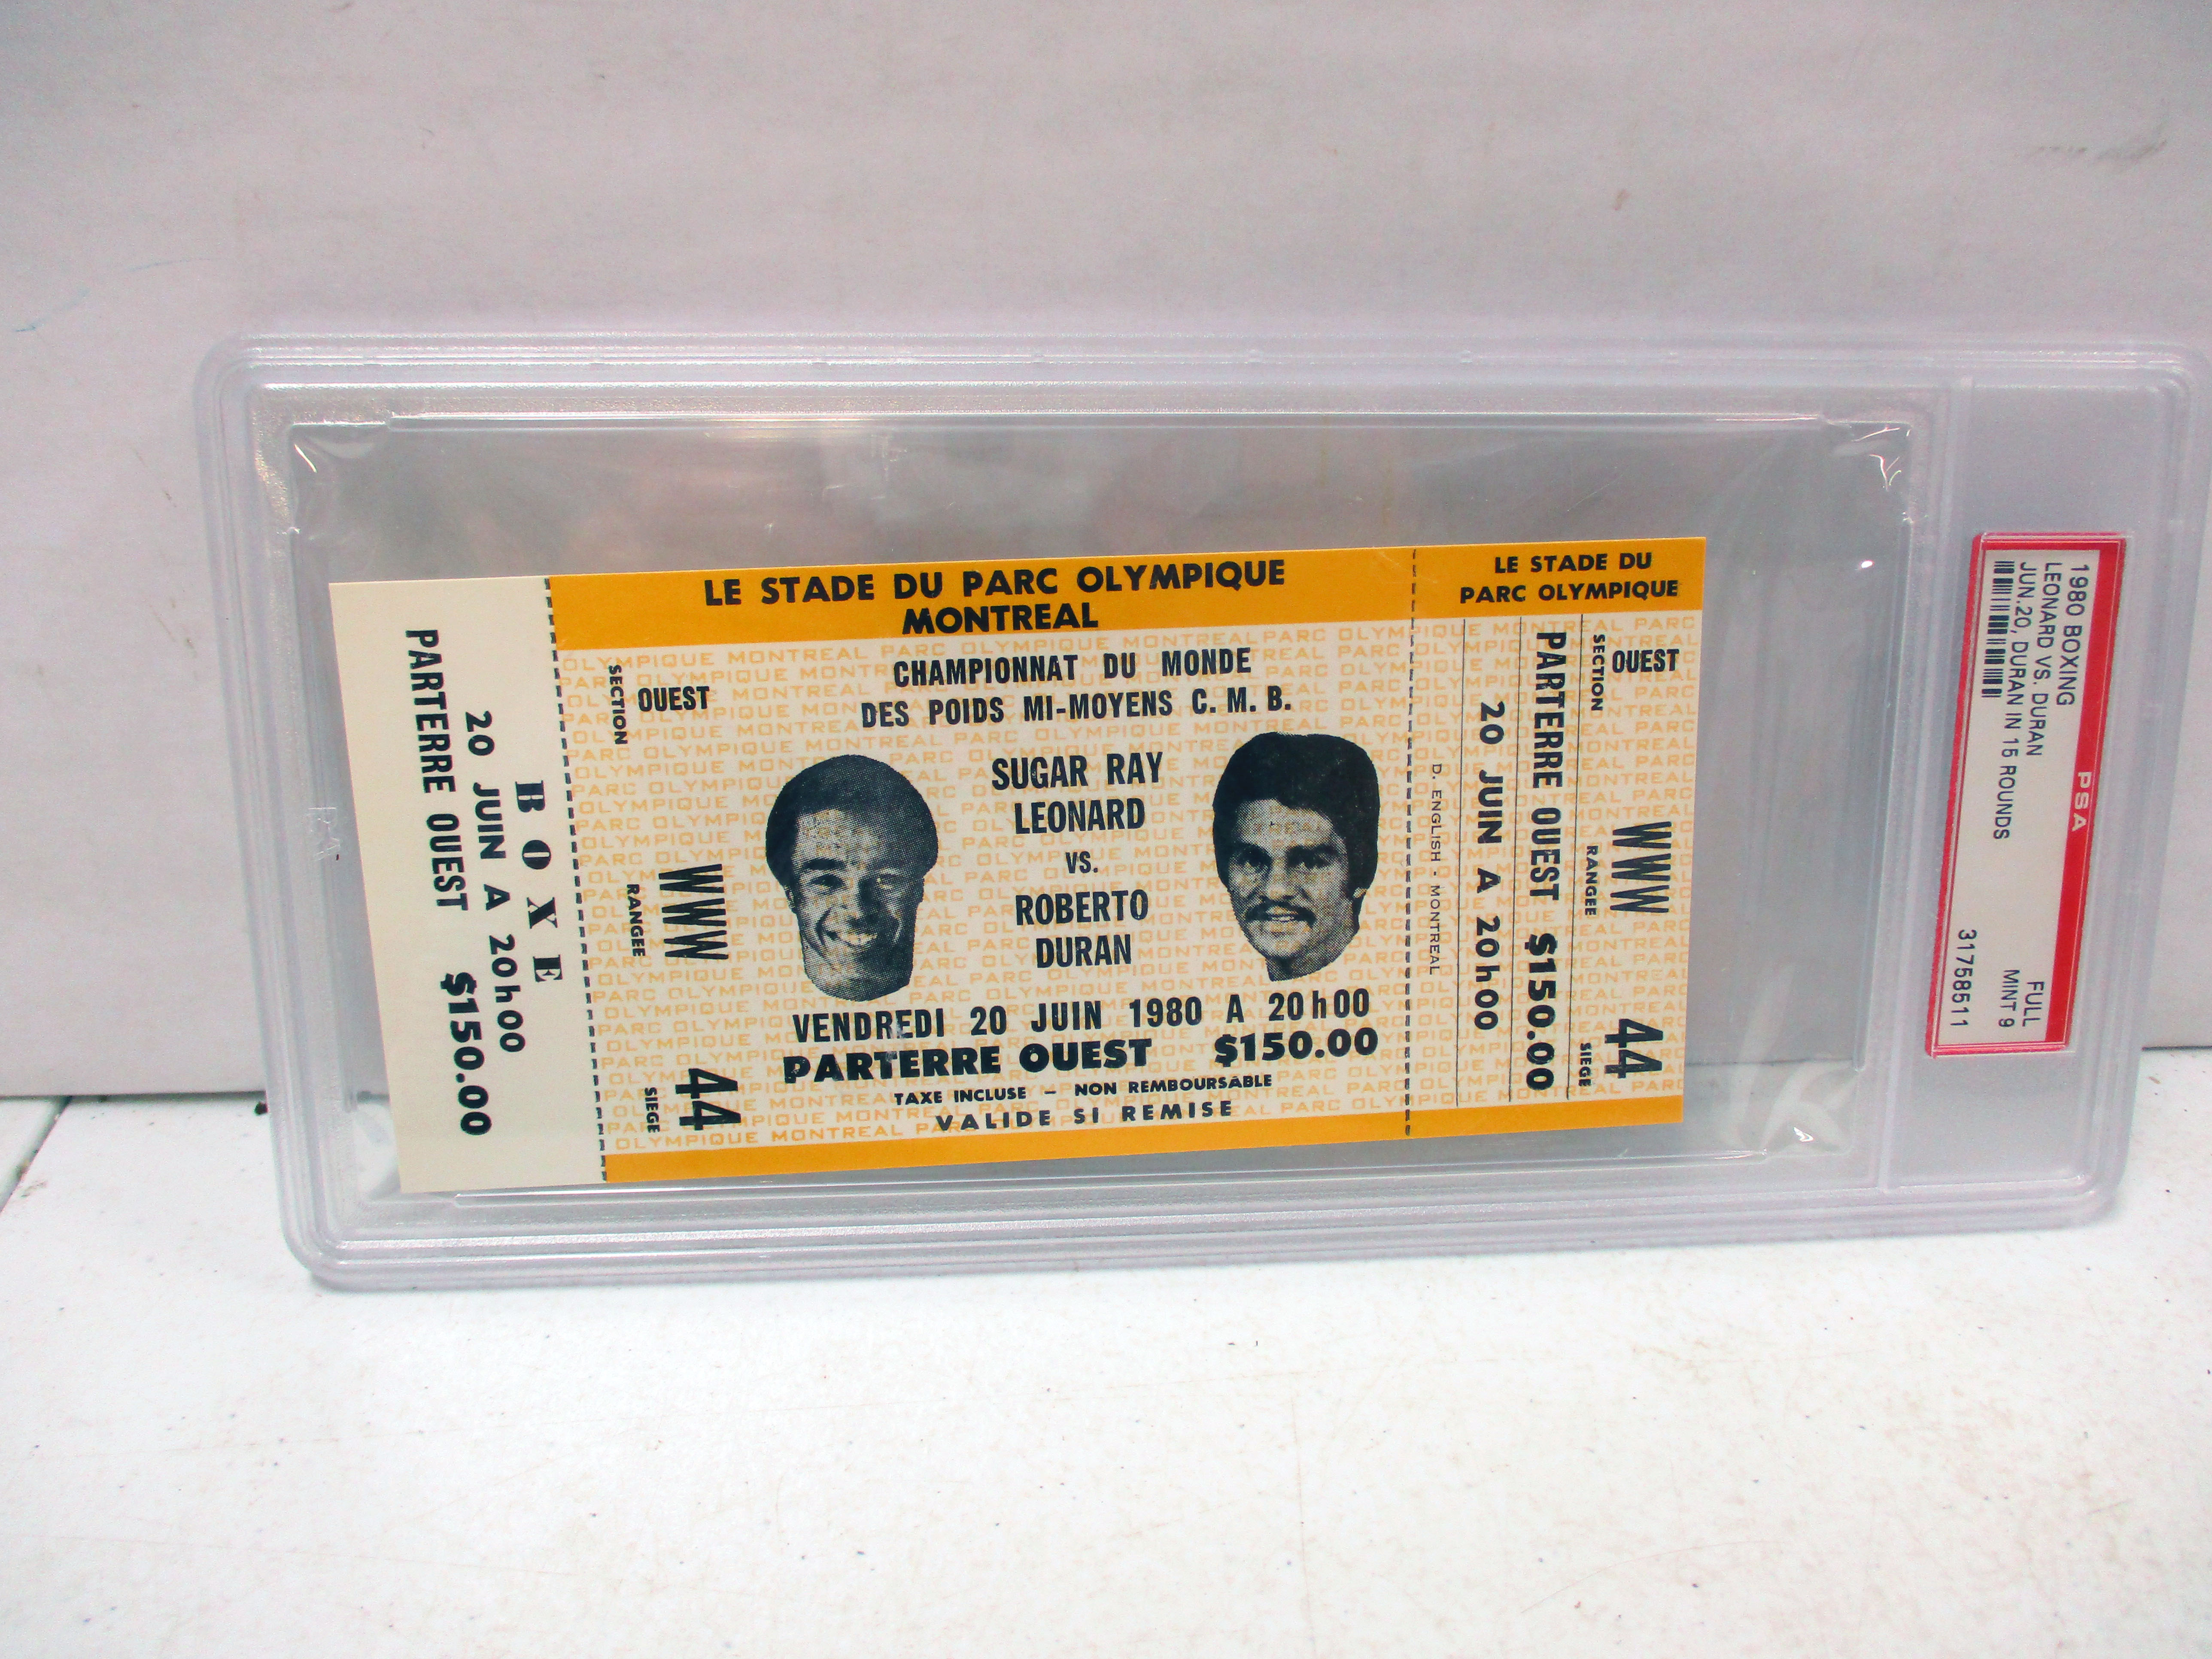 BOXE
20 JUIN A 20h00
PARTERRE OUEST $150.00
LE STADE DU PARC OLYMPIQUE
MONTREAL
CHAMPIONNAT DU MONDE
DES POIDS MI-MOYENS C. M. B.
SECTION
OUEST
RANGEE
WWW
SIEGE
44
SUGAR RAY
LEONARD
VS.
ROBERTO
DURAN
VENDREDI 20 JUIN 1980 A 20h00
PARTERRE OUEST $150.00
TAXE INCLUSE – NON REMBOURSABLE
VALIDE SI REMISE
D. ENGLISH - MONTREAL
LE STADE DU
PARC OLYMPIQUE
20 JUIN A 20h00
PARTERRE OUEST $150.00
SECTION
OUEST
RANGEE
WWW
SIEGE
44
PSA
1980 BOXING
LEONARD VS. DURAN
JUN.20, DURAN IN 15 ROUNDS
FULL
MINT 9
31758511